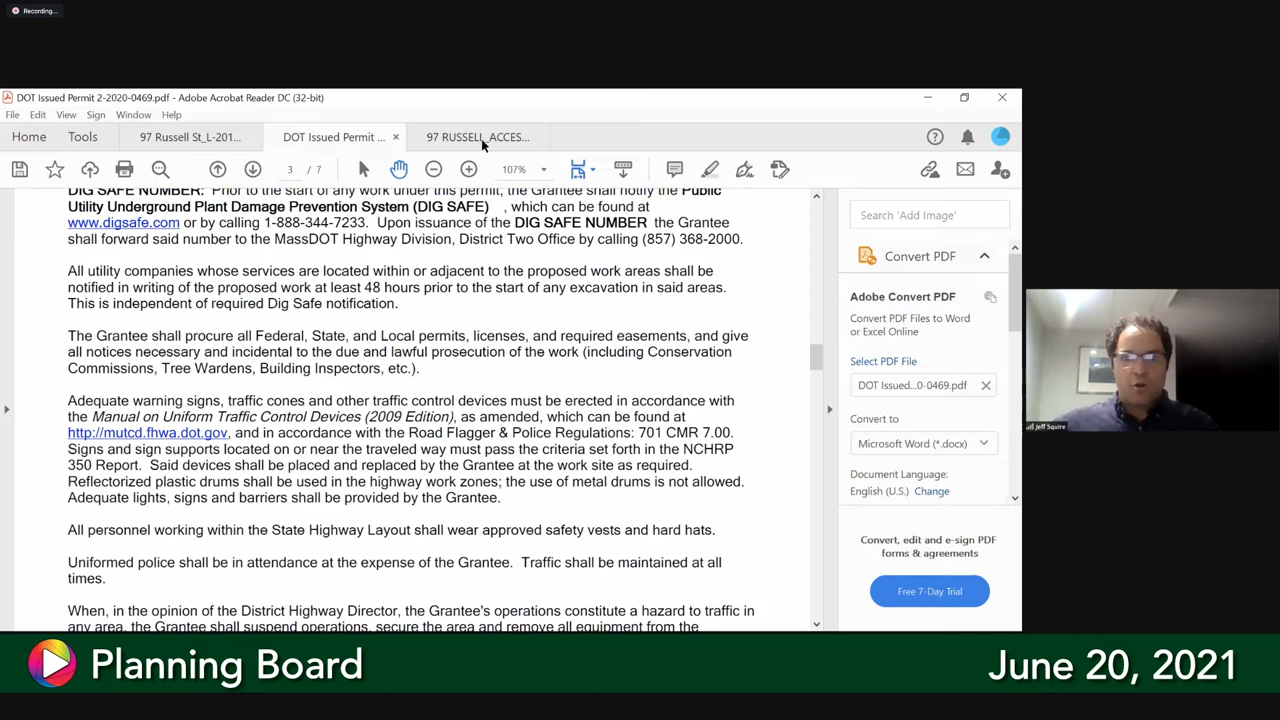 Recording...
DOT Issued Permit 2-2020-0469.pdf - Adobe Acrobat Reader DC (32-bit)
File Edit View Sign Window Help
Home Tools 97 Russell St_L-201... DOT Issued Permit ... × 97 RUSSELL_ACCES...
3 / 7 107%
DIG SAFE NUMBER: Prior to the start of any work under this permit, the Grantee shall notify the Public
Utility Underground Plant Damage Prevention System (DIG SAFE) , which can be found at
www.digsafe.com or by calling 1-888-344-7233. Upon issuance of the DIG SAFE NUMBER the Grantee
shall forward said number to the MassDOT Highway Division, District Two Office by calling (857) 368-2000.
All utility companies whose services are located within or adjacent to the proposed work areas shall be
notified in writing of the proposed work at least 48 hours prior to the start of any excavation in said areas.
This is independent of required Dig Safe notification.
The Grantee shall procure all Federal, State, and Local permits, licenses, and required easements, and give
all notices necessary and incidental to the due and lawful prosecution of the work (including Conservation
Commissions, Tree Wardens, Building Inspectors, etc.).
Adequate warning signs, traffic cones and other traffic control devices must be erected in accordance with
the Manual on Uniform Traffic Control Devices (2009 Edition), as amended, which can be found at
http://mutcd.fhwa.dot.gov, and in accordance with the Road Flagger & Police Regulations: 701 CMR 7.00.
Signs and sign supports located on or near the traveled way must pass the criteria set forth in the NCHRP
350 Report. Said devices shall be placed and replaced by the Grantee at the work site as required.
Reflectorized plastic drums shall be used in the highway work zones; the use of metal drums is not allowed.
Adequate lights, signs and barriers shall be provided by the Grantee.
All personnel working within the State Highway Layout shall wear approved safety vests and hard hats.
Uniformed police shall be in attendance at the expense of the Grantee. Traffic shall be maintained at all
times.
When, in the opinion of the District Highway Director, the Grantee's operations constitute a hazard to traffic in
any area, the Grantee shall suspend operations, secure the area and remove all equipment from the
Search 'Add Image'
Convert PDF
Adobe Convert PDF
Convert PDF Files to Word
or Excel Online
Select PDF File
DOT Issued...0-0469.pdf
Convert to
Microsoft Word (*.docx)
Document Language:
English (U.S.) Change
Convert, edit and e-sign PDF
forms & agreements
Free 7-Day Trial
Jeff Squire
Planning Board
June 20, 2021